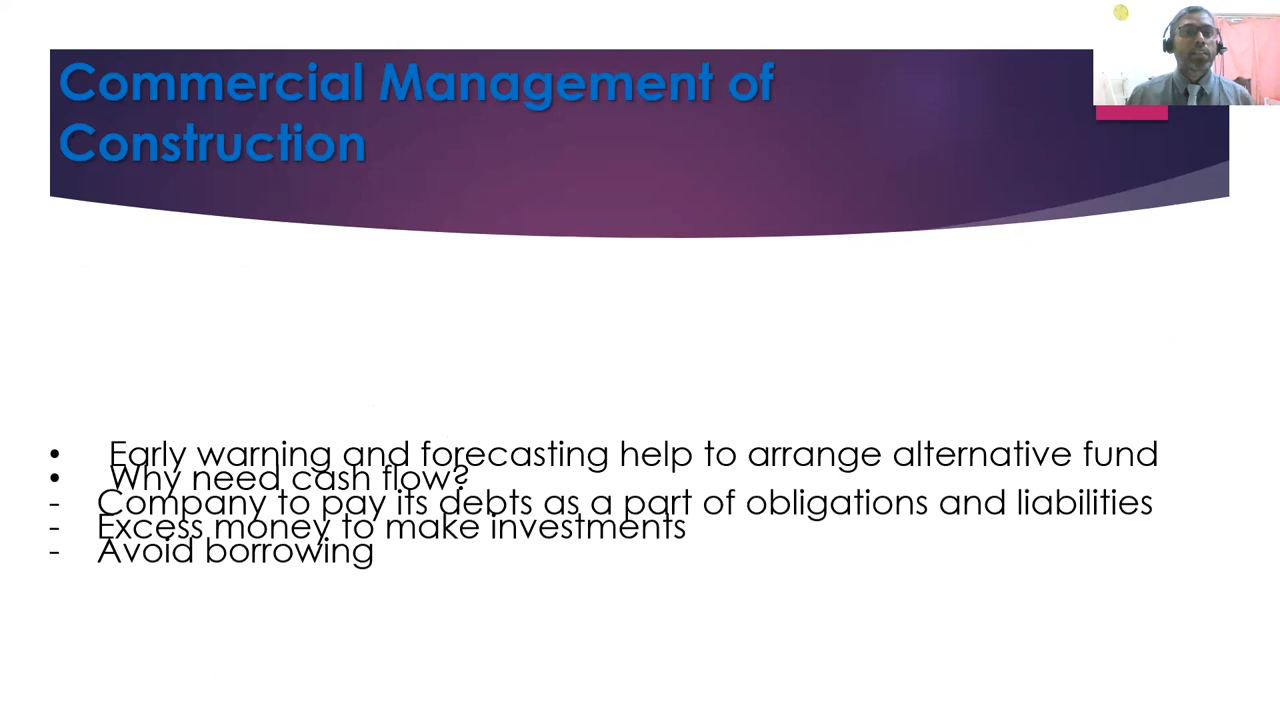 Commercial Management of
Construction
• Early warning and forecasting help to arrange alternative fund
• Why need cash flow?
- Company to pay its debts as a part of obligations and liabilities
- Excess money to make investments
- Avoid borrowing